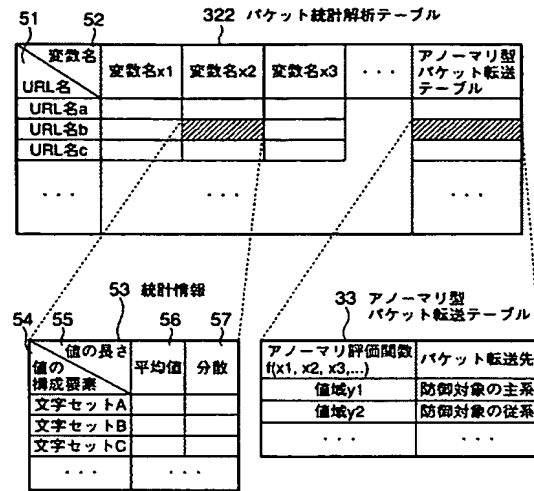 322 パケット統計解析テーブル
51
52
変数名
URL名
変数名x1
変数名x2
変数名x3
・・・
アノーマリ型
パケット転送
テーブル
URL名a
URL名b
URL名c
・・・
・・・
53 統計情報
54
55
56
57
値の長さ
値の
構成要素
平均値
分散
文字セットA
文字セットB
文字セットC
・・・
・・・
33 アノーマリ型
パケット転送テーブル
アノーマリ評価関数
f(x1, x2, x3,...)
パケット転送先
値域y1
防御対象の主系
値域y2
防御対象の従系
・・・
・・・